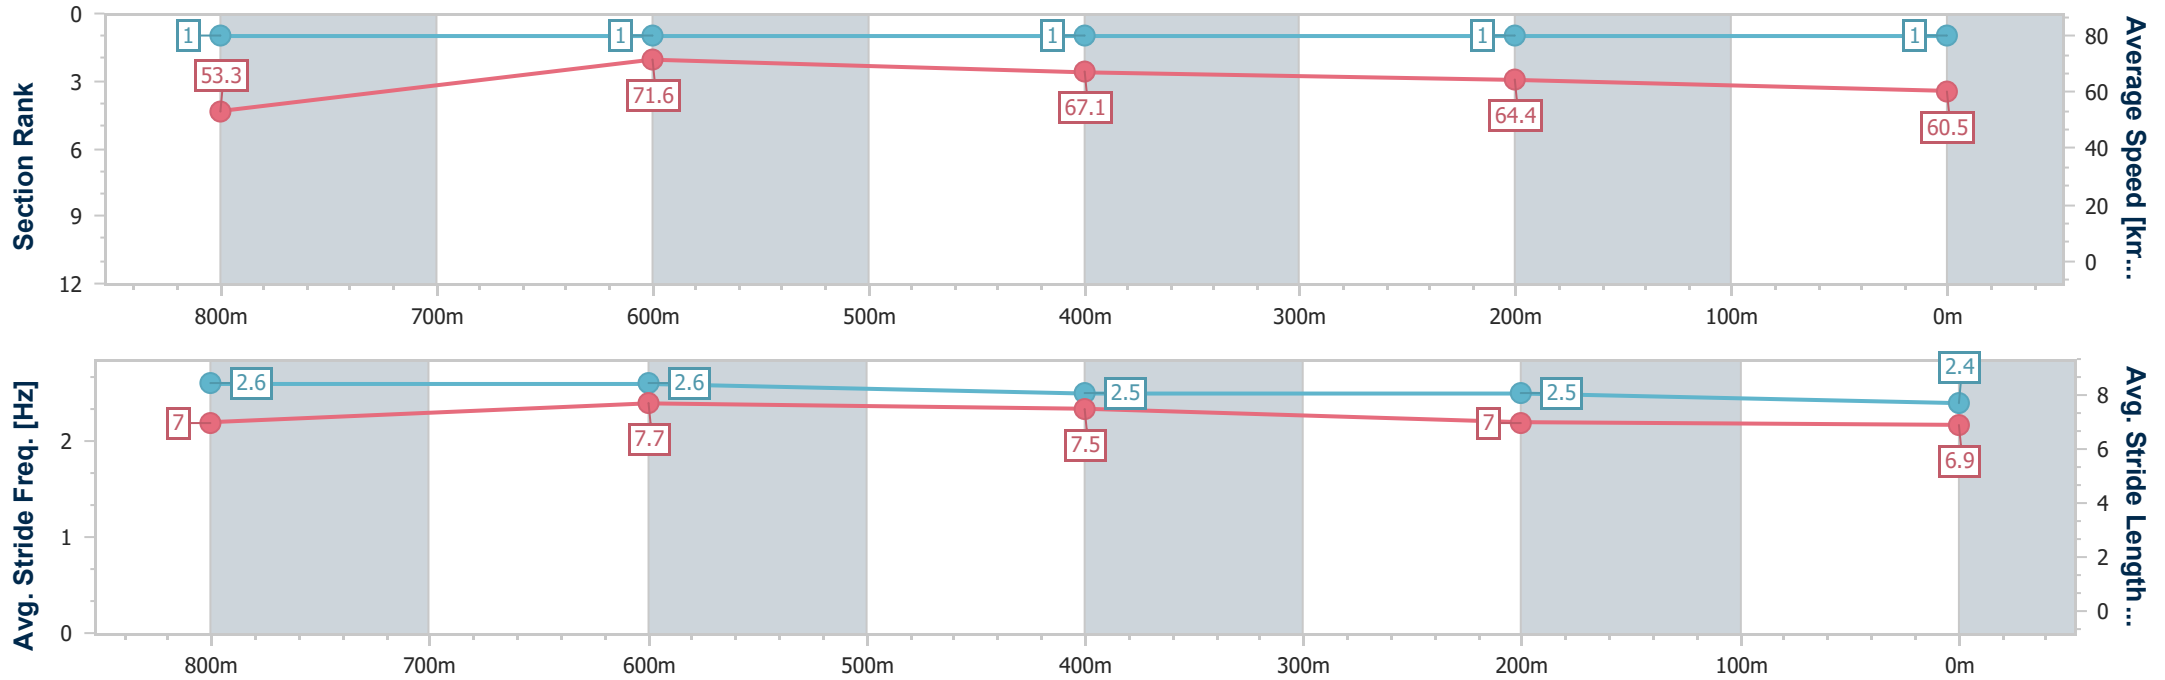 Section Rank
0
3
6
9
12
1
1
1
1
1
53.3
71.6
67.1
64.4
60.5
80
60
40
20
0
Average Speed [km...
800m
700m
600m
500m
400m
300m
200m
100m
0m
Avg. Stride Freq. [Hz]
2
1
0
2.6
2.6
2.5
2.5
2.4
7
7.7
7.5
7
6.9
8
6
4
2
0
Avg. Stride Length ...
800m
700m
600m
500m
400m
300m
200m
100m
0m